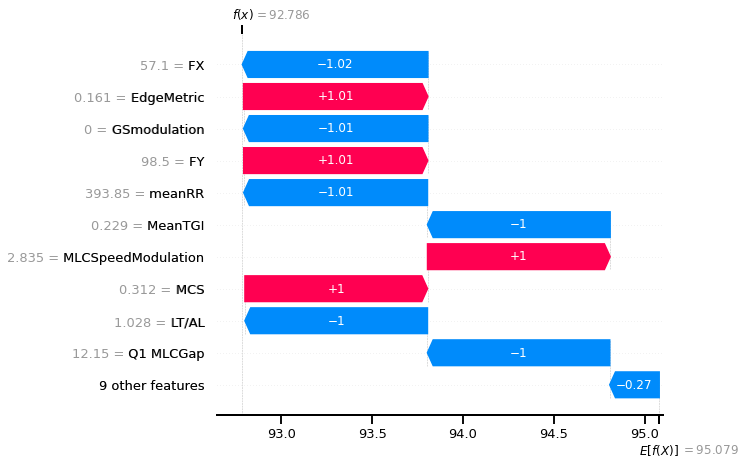 f(x) = 92.786
57.1 = FX
−1.02
0.161 = EdgeMetric
+1.01
0 = GSmodulation
−1.01
98.5 = FY
+1.01
393.85 = meanRR
−1.01
0.229 = MeanTGI
−1
2.835 = MLCSpeedModulation
+1
0.312 = MCS
+1
1.028 = LT/AL
−1
12.15 = Q1 MLCGap
−1
9 other features
−0.27
93.0 93.5 94.0 94.5 95.0
E[f(X)] = 95.079